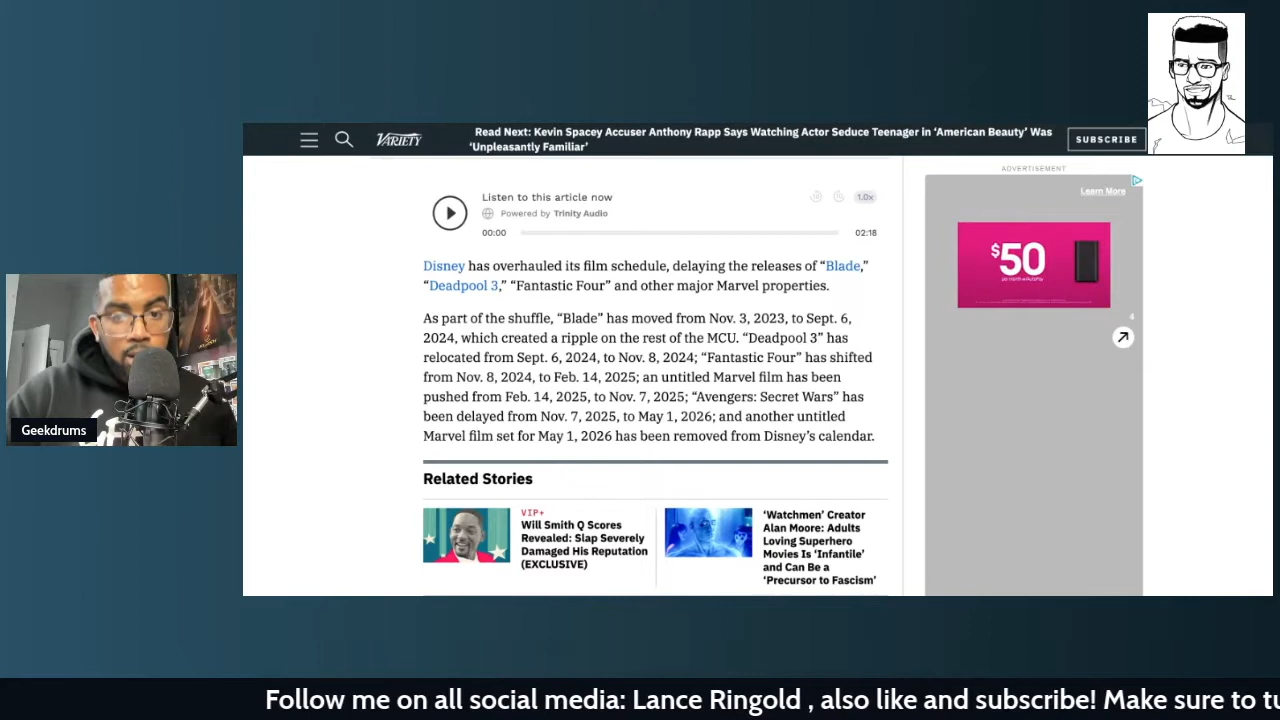 Read Next: Kevin Spacey Accuser Anthony Rapp Says Watching Actor Seduce Teenager in ‘American Beauty’ Was
‘Unpleasantly Familiar’
VARIETY
SUBSCRIBE
ADVERTISEMENT
Learn More
Listen to this article now
Powered by Trinity Audio
1.0x
00:00
02:18
$50
Disney has overhauled its film schedule, delaying the releases of “Blade,”
“Deadpool 3,” “Fantastic Four” and other major Marvel properties.
As part of the shuffle, “Blade” has moved from Nov. 3, 2023, to Sept. 6,
2024, which created a ripple on the rest of the MCU. “Deadpool 3” has
relocated from Sept. 6, 2024, to Nov. 8, 2024; “Fantastic Four” has shifted
from Nov. 8, 2024, to Feb. 14, 2025; an untitled Marvel film has been
pushed from Feb. 14, 2025, to Nov. 7, 2025; “Avengers: Secret Wars” has
been delayed from Nov. 7, 2025, to May 1, 2026; and another untitled
Marvel film set for May 1, 2026 has been removed from Disney’s calendar.
4
Geekdrums
Related Stories
VIP+
Will Smith Q Scores
Revealed: Slap Severely
Damaged His Reputation
(EXCLUSIVE)
‘Watchmen’ Creator
Alan Moore: Adults
Loving Superhero
Movies Is ‘Infantile’
and Can Be a
‘Precursor to Fascism’
Follow me on all social media: Lance Ringold , also like and subscribe! Make sure to